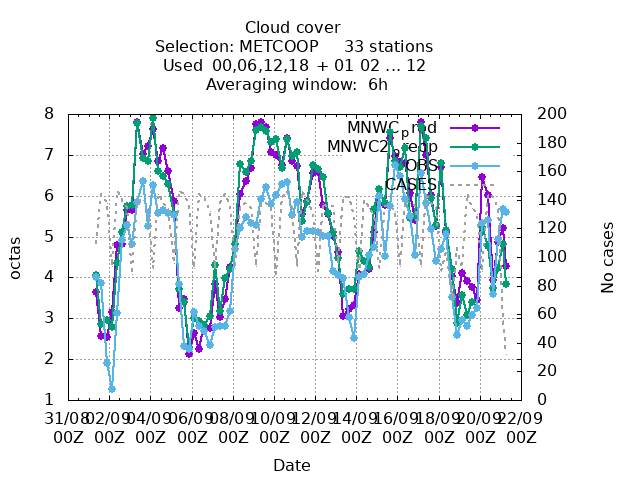 Cloud cover
Selection: METCOOP 33 stations
Used 00,06,12,18 + 01 02 ... 12
Averaging window: 6h
8 200
MNWC_prod
180
MNWC2_preop
7
160
OBS
CASES
6 140
120
5
octas
No cases
4 100
80
3
60
2 40
20
1 0
31/08 02/09 04/09 06/09 08/09 10/09 12/09 14/09 16/09 18/09 20/09 22/09
00Z 00Z 00Z 00Z 00Z 00Z 00Z 00Z 00Z 00Z 00Z 00Z
Date